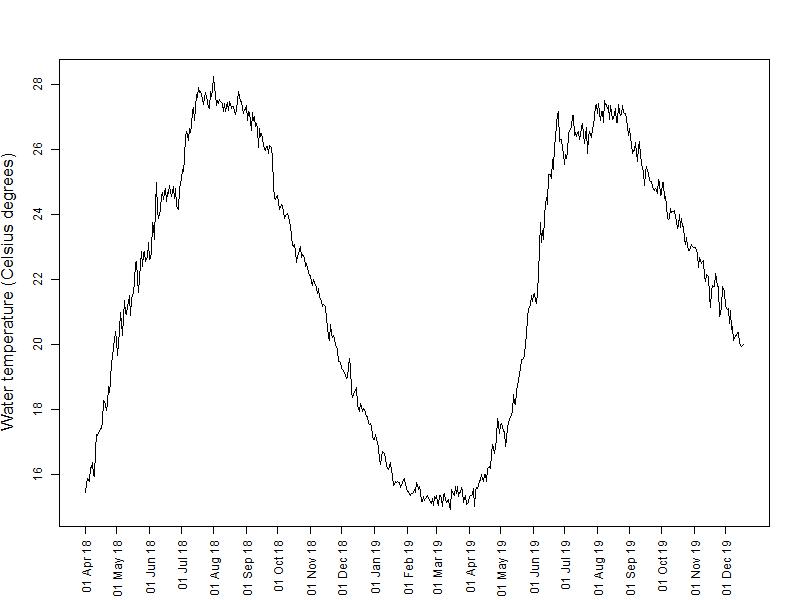 Water temperature (Celsius degrees)
28
26
24
22
20
18
16
01 Apr 18
01 May 18
01 Jun 18
01 Jul 18
01 Aug 18
01 Sep 18
01 Oct 18
01 Nov 18
01 Dec 18
01 Jan 19
01 Feb 19
01 Mar 19
01 Apr 19
01 May 19
01 Jun 19
01 Jul 19
01 Aug 19
01 Sep 19
01 Oct 19
01 Nov 19
01 Dec 19